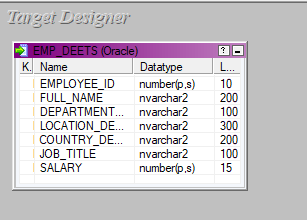 Target Designer
EMP_DEETS (Oracle)
K. Name Datatype L...
EMPLOYEE_ID number(p,s) 10
FULL_NAME nvarchar2 200
DEPARTMENT... nvarchar2 100
LOCATION_DE... nvarchar2 300
COUNTRY_DE... nvarchar2 200
JOB_TITLE nvarchar2 100
SALARY number(p,s) 15